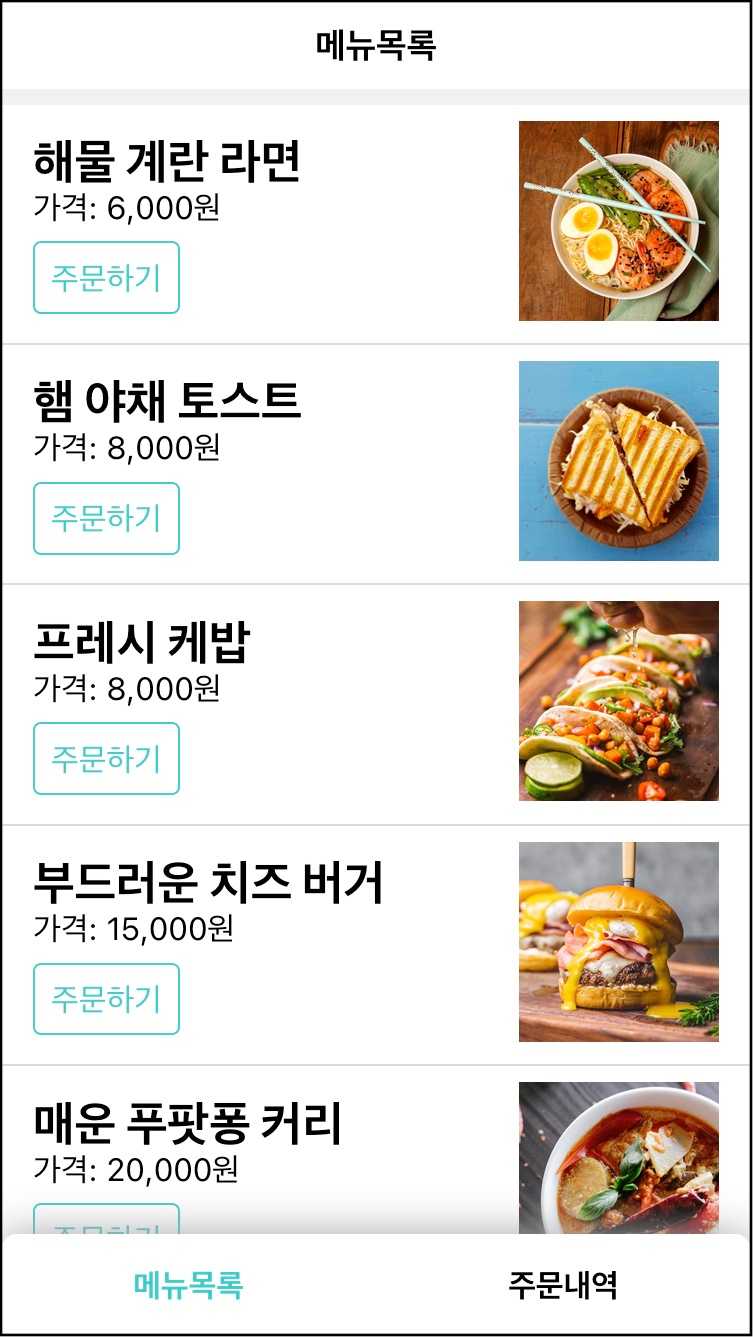 메뉴목록
해물 계란 라면
가격: 6,000원
주문하기
햄 야채 토스트
가격: 8,000원
주문하기
프레시 케밥
가격: 8,000원
주문하기
부드러운 치즈 버거
가격: 15,000원
주문하기
매운 푸팟퐁 커리
가격: 20,000원
주문하기
메뉴목록
주문내역